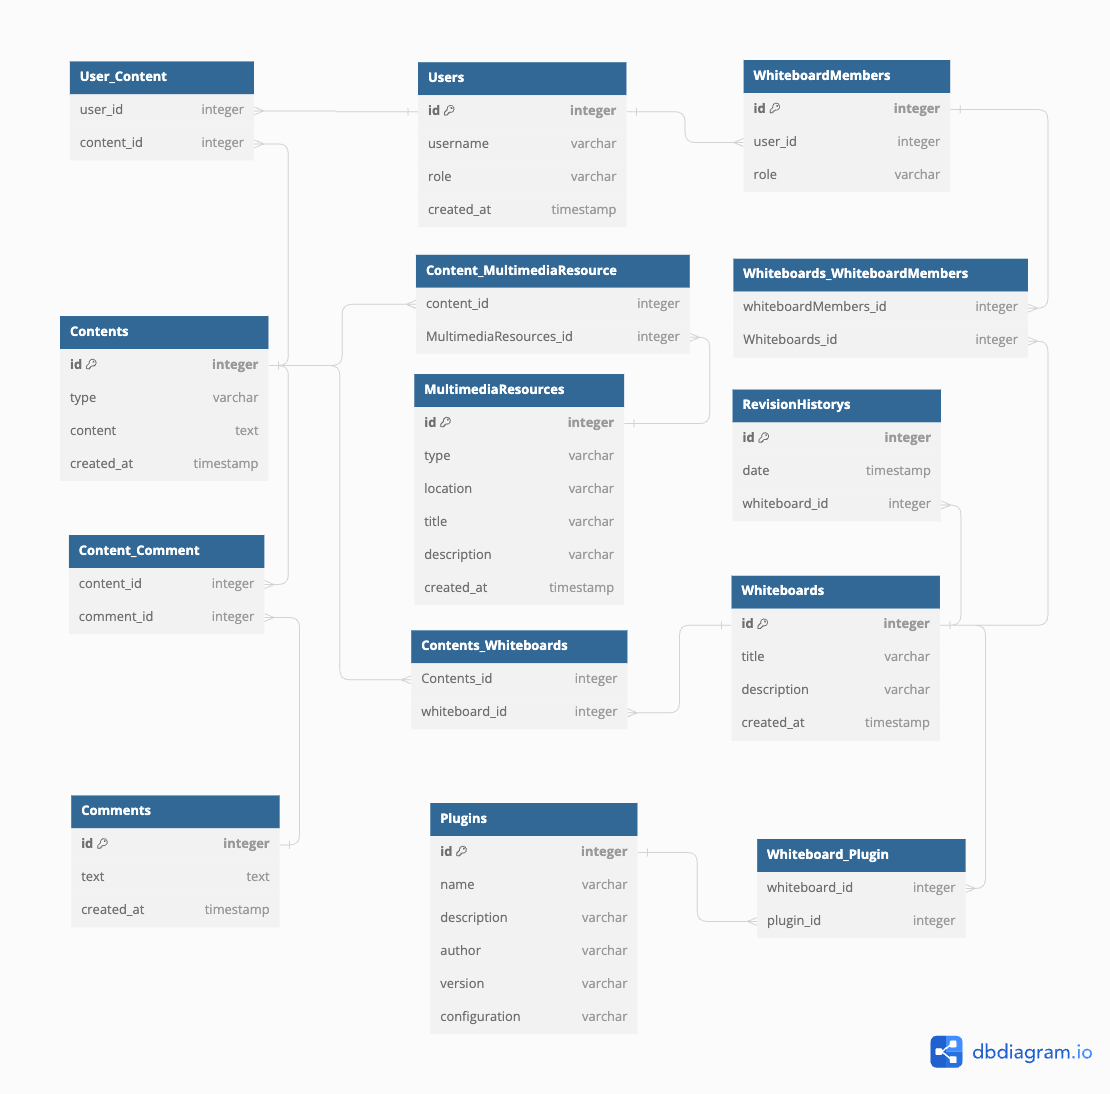 User_Content
user_id integer
content_id integer
Users
id integer
username varchar
role varchar
created_at timestamp
WhiteboardMembers
id integer
user_id integer
role varchar
Content_MultimediaResource
content_id integer
MultimediaResources_id integer
Whiteboards_WhiteboardMembers
whiteboardMembers_id integer
Whiteboards_id integer
Contents
id integer
type varchar
content text
created_at timestamp
MultimediaResources
id integer
type varchar
location varchar
title varchar
description varchar
created_at timestamp
RevisionHistorys
id integer
date timestamp
whiteboard_id integer
Content_Comment
content_id integer
comment_id integer
Contents_Whiteboards
Contents_id integer
whiteboard_id integer
Whiteboards
id integer
title varchar
description varchar
created_at timestamp
Comments
id integer
text text
created_at timestamp
Plugins
id integer
name varchar
description varchar
author varchar
version varchar
configuration varchar
Whiteboard_Plugin
whiteboard_id integer
plugin_id integer
dbdiagram.io